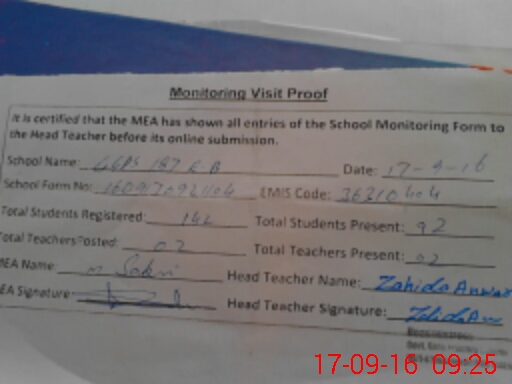 Monitoring Visit Proof
It is certified that the MEA has shown all entries of the School Monitoring Form to
the Head Teacher before its online submission.
School Name: GGPS 187 E.B Date: 17-9-16
School Form No: EMIS Code: 36310404
Total Students Registered: 142 Total Students Present: 92
Total Teachers Posted: 02 Total Teachers Present: 02
MEA Name: M. Head Teacher Name: Zahida Anwar
MEA Signature Head Teacher Signature:
17-09-16 09:25